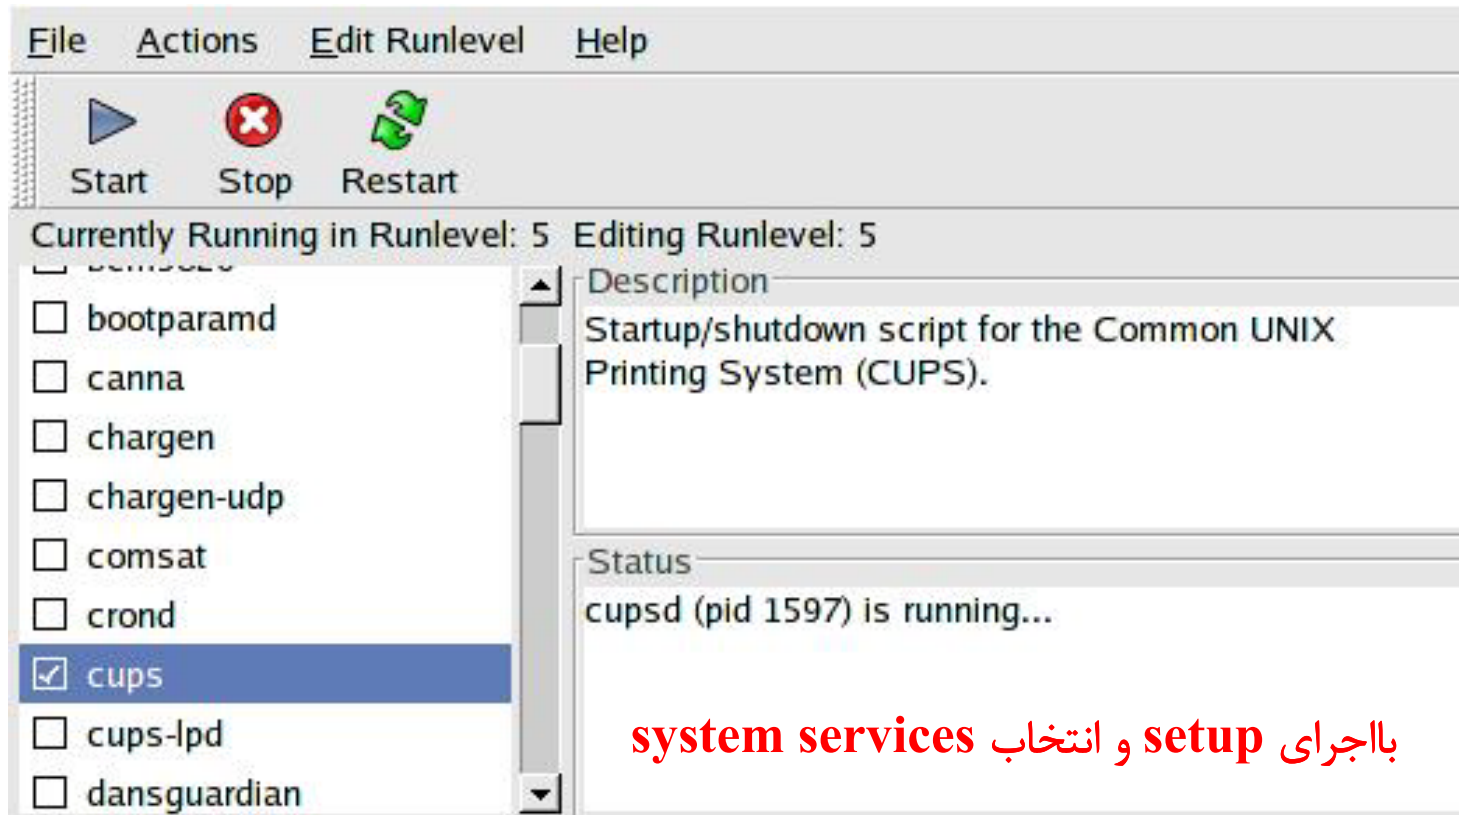 File Actions Edit Runlevel Help
Start Stop Restart
Currently Running in Runlevel: 5 Editing Runlevel: 5
bootparamd
canna
chargen
chargen-udp
comsat
crond
cups
cups-lpd
dansguardian
Description
Startup/shutdown script for the Common UNIX
Printing System (CUPS).
Status
cupsd (pid 1597) is running...
بااجرای setup و انتخاب system services